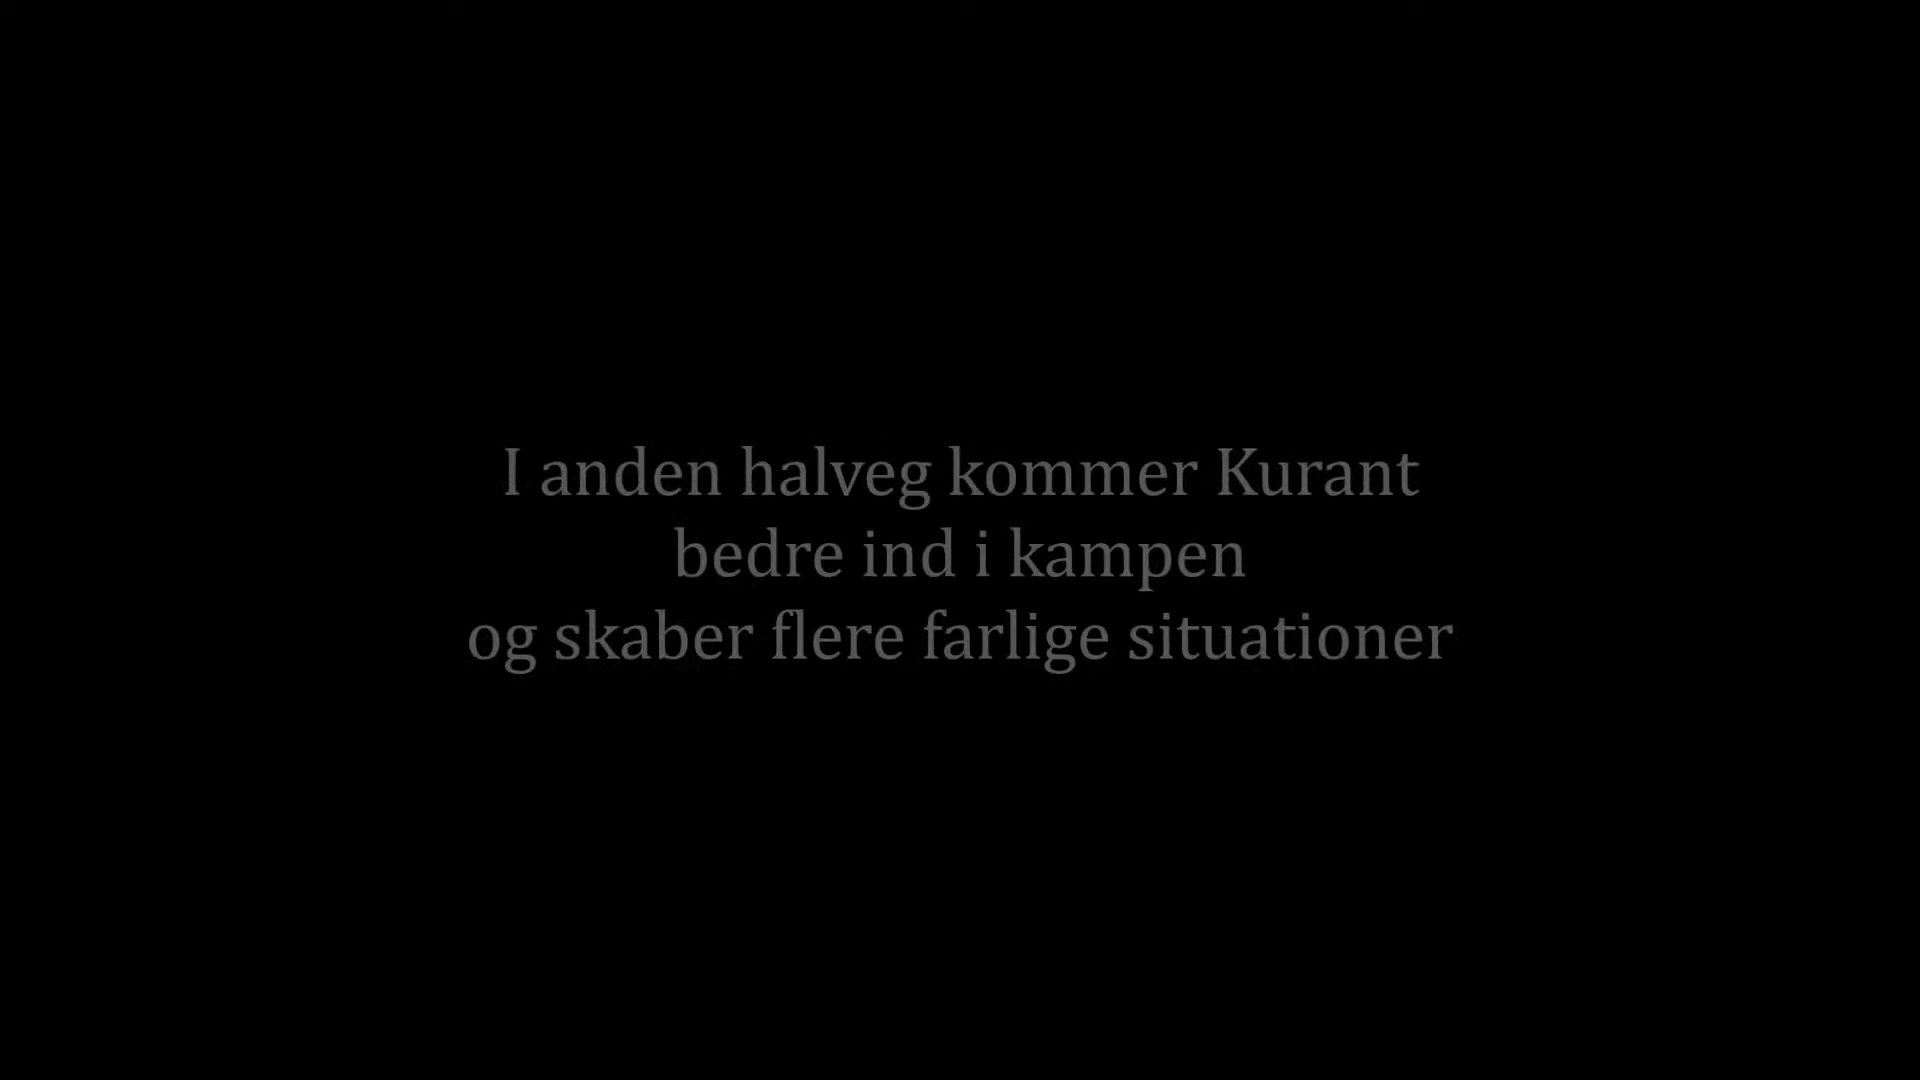 I anden halveg kommer Kurant
bedre ind i kampen
og skaber flere farlige situationer